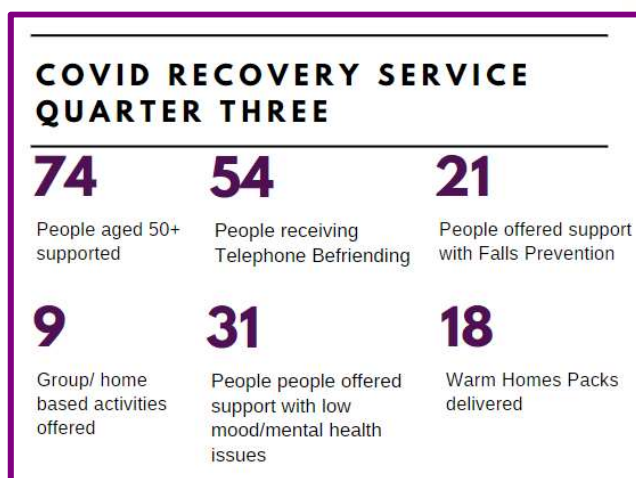 COVID RECOVERY SERVICE
QUARTER THREE
74
People aged 50+
supported
54
People receiving
Telephone Befriending
21
People offered support
with Falls Prevention
9
Group/ home
based activities
offered
31
People people offered
support with low
mood/mental health
issues
18
Warm Homes Packs
delivered